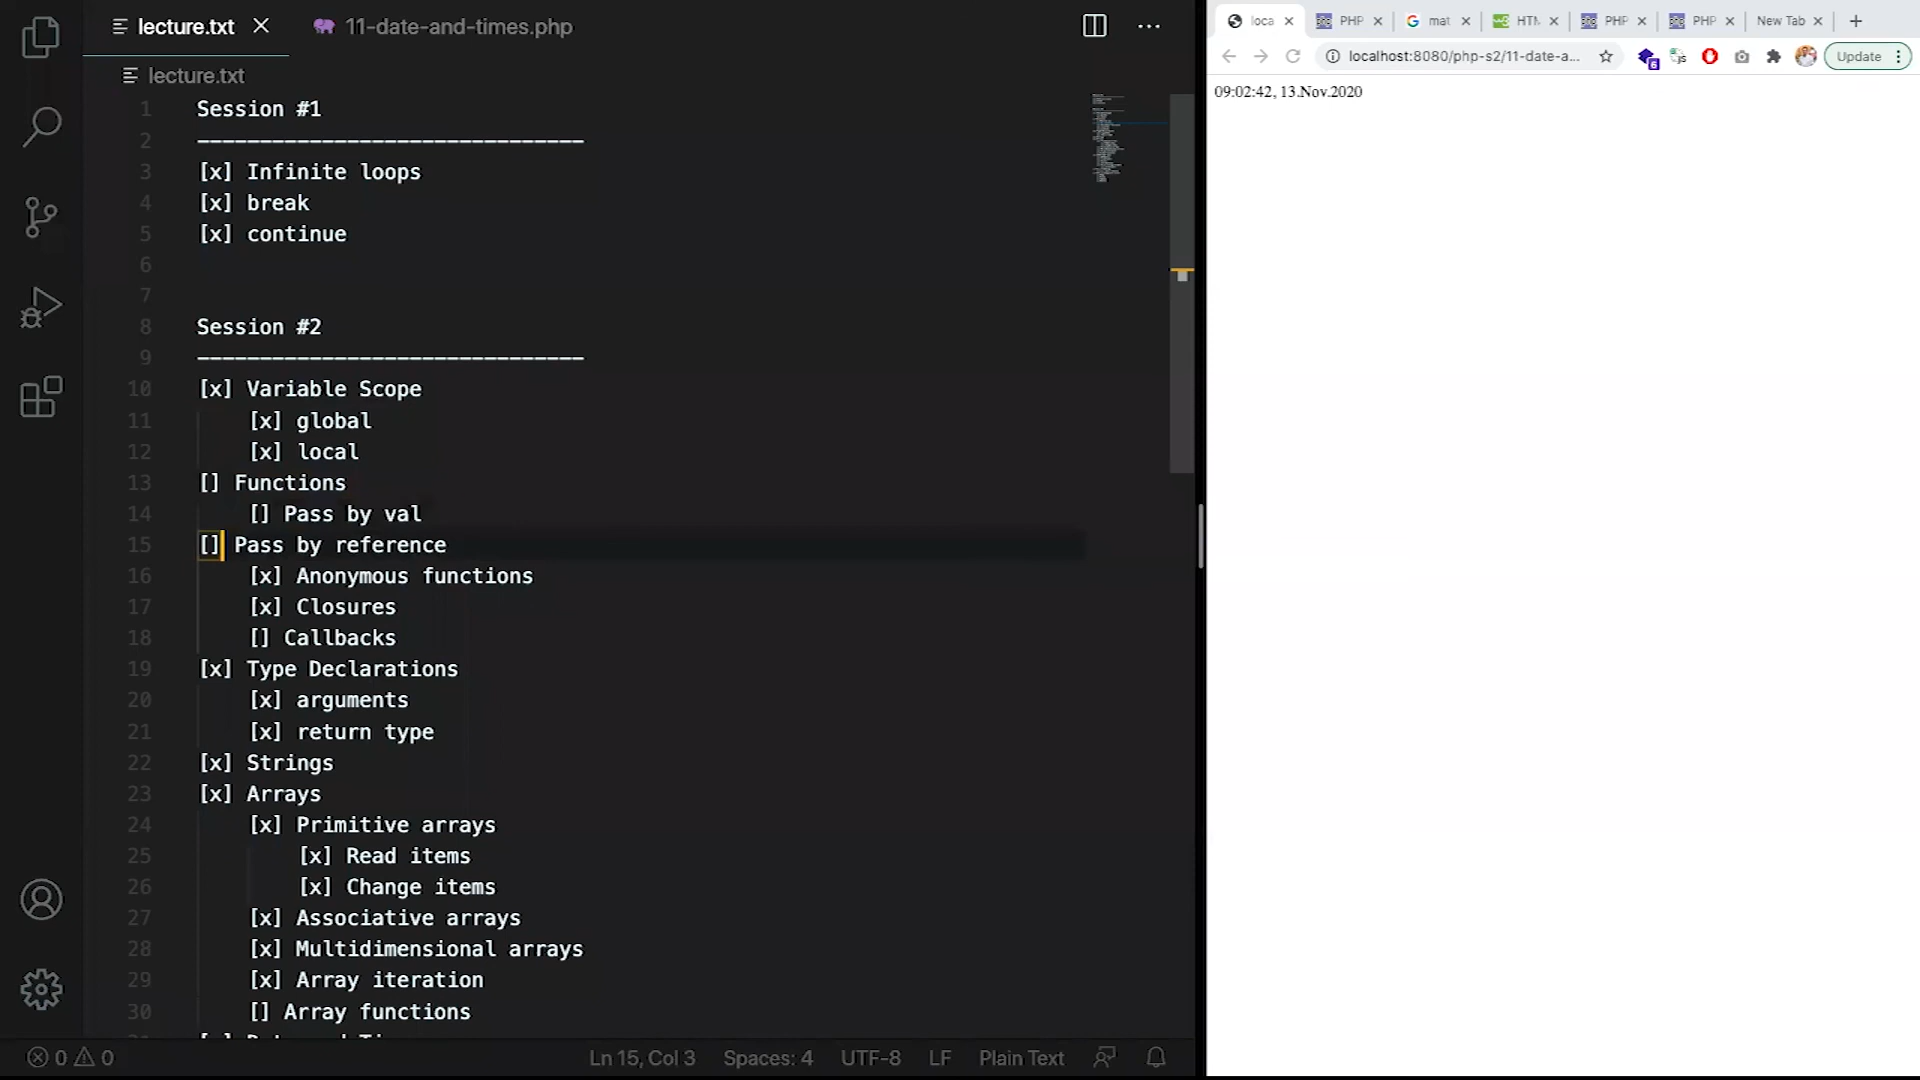 lecture.txt
11-date-and-times.php
lecture.txt
1 Session #1
2 -------------------------------
3 [x] Infinite loops
4 [x] break
5 [x] continue
6
7
8 Session #2
9 -------------------------------
10 [x] Variable Scope
11 [x] global
12 [x] local
13 [] Functions
14 [] Pass by val
15 [] Pass by reference
16 [x] Anonymous functions
17 [x] Closures
18 [] Callbacks
19 [x] Type Declarations
20 [x] arguments
21 [x] return type
22 [x] Strings
23 [x] Arrays
24 [x] Primitive arrays
25 [x] Read items
26 [x] Change items
27 [x] Associative arrays
28 [x] Multidimensional arrays
29 [x] Array iteration
30 [] Array functions
0 0 Ln 15, Col 3 Spaces: 4 UTF-8 LF Plain Text
loca PHP mat HTM PHP PHP New Tab
localhost:8080/php-s2/11-date-a... 6 Update
09:02:42, 13.Nov.2020